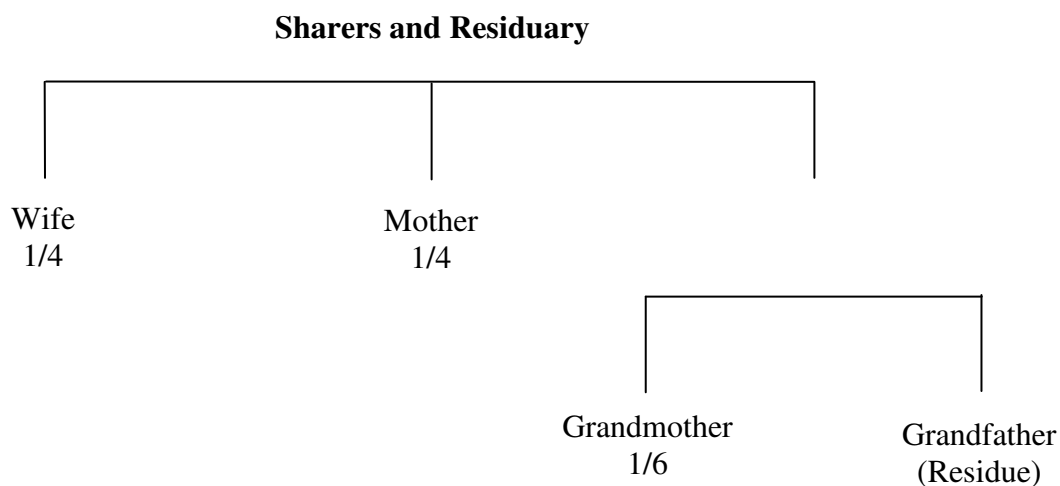 Sharers and Residuary
Wife
1/4
Mother
1/4
Grandmother
1/6
Grandfather
(Residue)